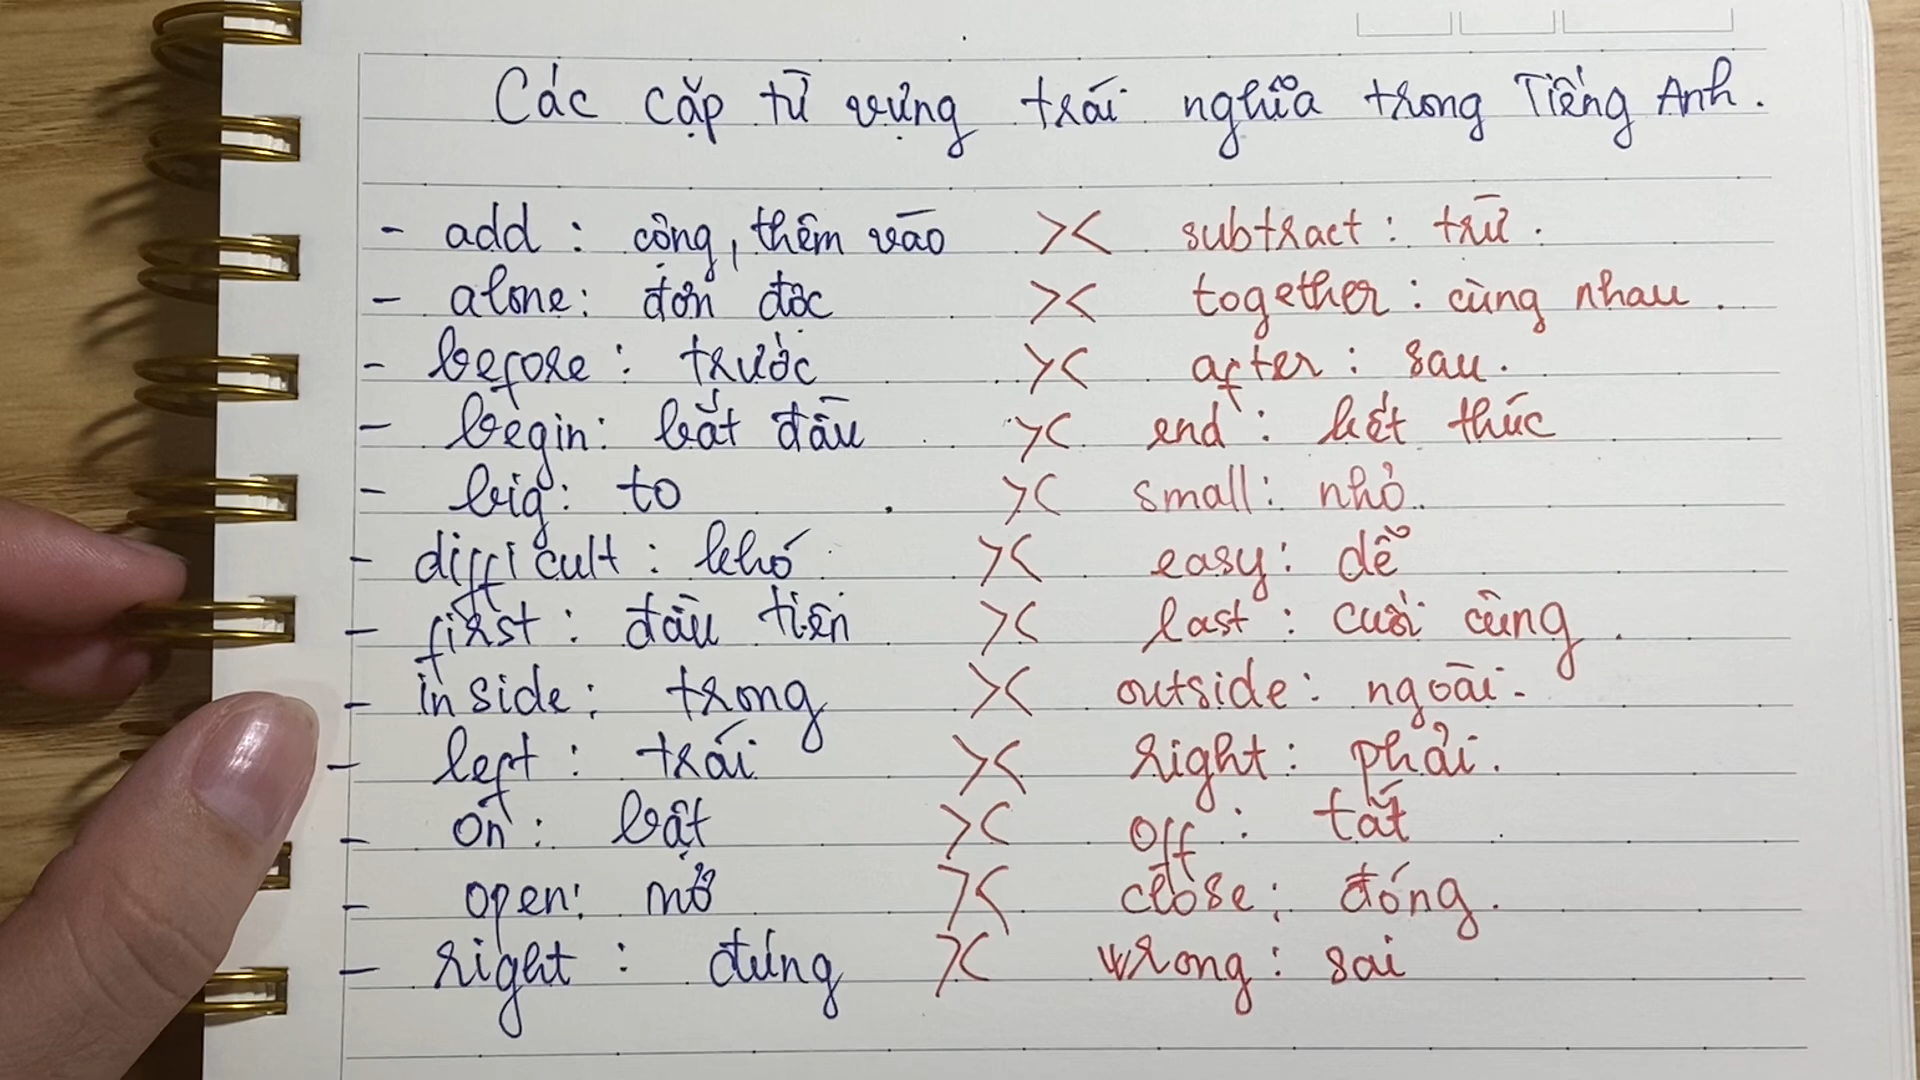 Các cặp từ vựng trái nghĩa trong Tiếng Anh.
- add : cộng, thêm vào >< subtract : trừ.
- alone : đơn độc >< together : cùng nhau.
- before : trước >< after : sau.
- begin : bắt đầu >< end : kết thúc
- big : to >< small : nhỏ.
- difficult : khó >< easy : dễ
- first : đầu tiên >< last : cuối cùng.
- inside : trong >< outside : ngoài.
- left : trái >< right : phải.
- on : bật >< off : tắt
- open : mở >< close : đóng.
- right : đúng >< wrong : sai